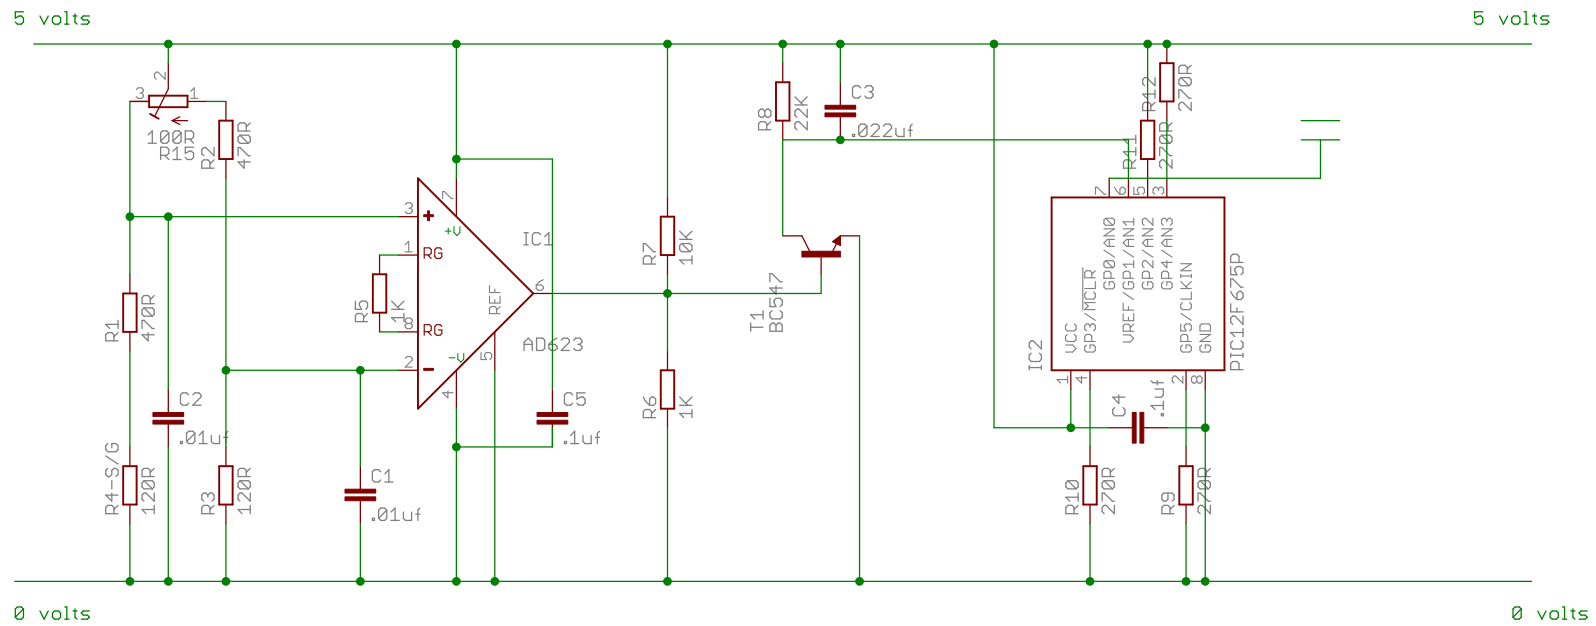 5 volts
5 volts
2
3
1
100R
R15
R2
470R
R8
22K
C3
.022uf
R12
270R
R11
270R
7
6
5
3
3
7
+V
1
RG
IC1
R5
1K
8
RG
REF
6
2
-V
5
4
AD623
R1
470R
R7
10K
T1
BC547
IC2
VCC
GP3/MCLR
GP0/AN0
VREF/GP1/AN1
GP2/AN2
GP4/AN3
GP5/CLKIN
GND
PIC12F675P
1
4
2
8
C2
.01uf
C5
.1uf
R6
1K
C4
.1uf
R4-S/G
120R
R3
120R
C1
.01uf
R10
270R
R9
270R
0 volts
0 volts